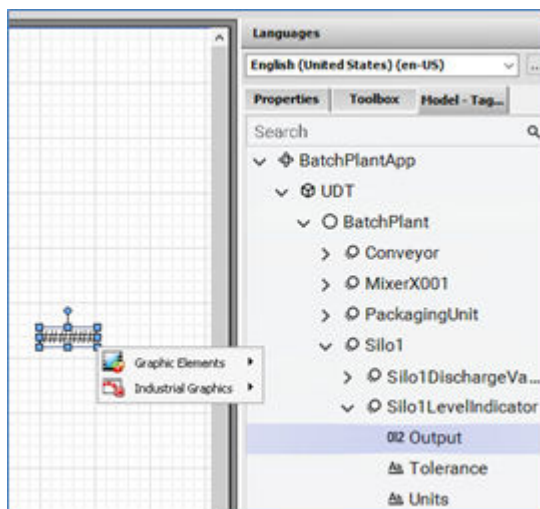 Languages
English (United States) (en-US)
...
Properties Toolbox Model - Tag...
Search
BatchPlantApp
UDT
BatchPlant
Conveyor
MixerX001
PackagingUnit
Silo1
Silo1DischargeVa...
Silo1LevelIndicator
Output
Tolerance
Units
######
Graphic Elements
Industrial Graphics